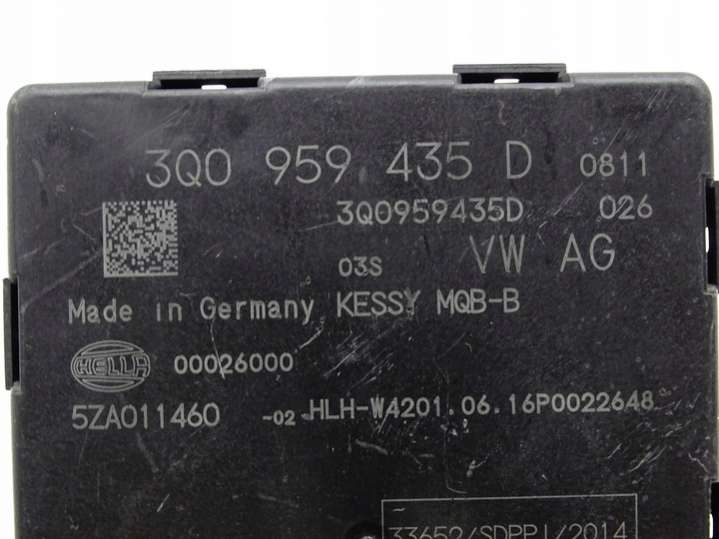 3Q0 959 435 D 0811
3Q0959435D 026
03S VW AG
Made in Germany KESSY MQB-B
HELLA 00026000
5ZA011460 -02 HLH-W4201.06.16P0022648
33652/SDPPI/2014